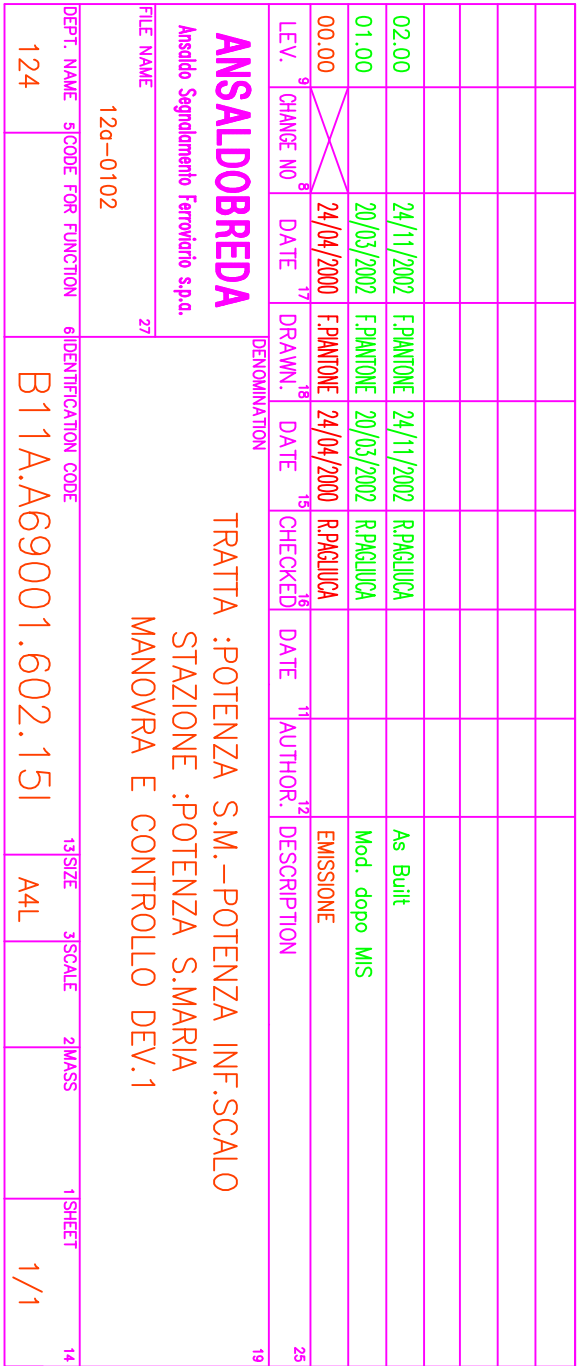 02.00 24/11/2002 F.PIANTONE 24/11/2002 R.PAGLIUCA As Built
01.00 20/03/2002 F.PIANTONE 20/03/2002 R.PAGLIUCA Mod. dopo MIS
00.00 24/04/2000 F.PIANTONE 24/04/2000 R.PAGLIUCA EMISSIONE
LEV. 9 CHANGE NO 8 DATE 17 DRAWN. 18 DATE 15 CHECKED 16 DATE 11 AUTHOR. 12 DESCRIPTION 25
ANSALDOBREDA
Ansaldo Segnalamento Ferroviario s.p.a.
DENOMINATION 19
TRATTA :POTENZA S.M.-POTENZA INF.SCALO
STAZIONE :POTENZA S.MARIA
MANOVRA E CONTROLLO DEV.1
FILE NAME 27
12a-0102
DEPT. NAME 5 CODE FOR FUNCTION 6 IDENTIFICATION CODE 13 SIZE 3 SCALE 2 MASS 1 SHEET 14
124 B11A.A69001.602.15I A4L 1/1